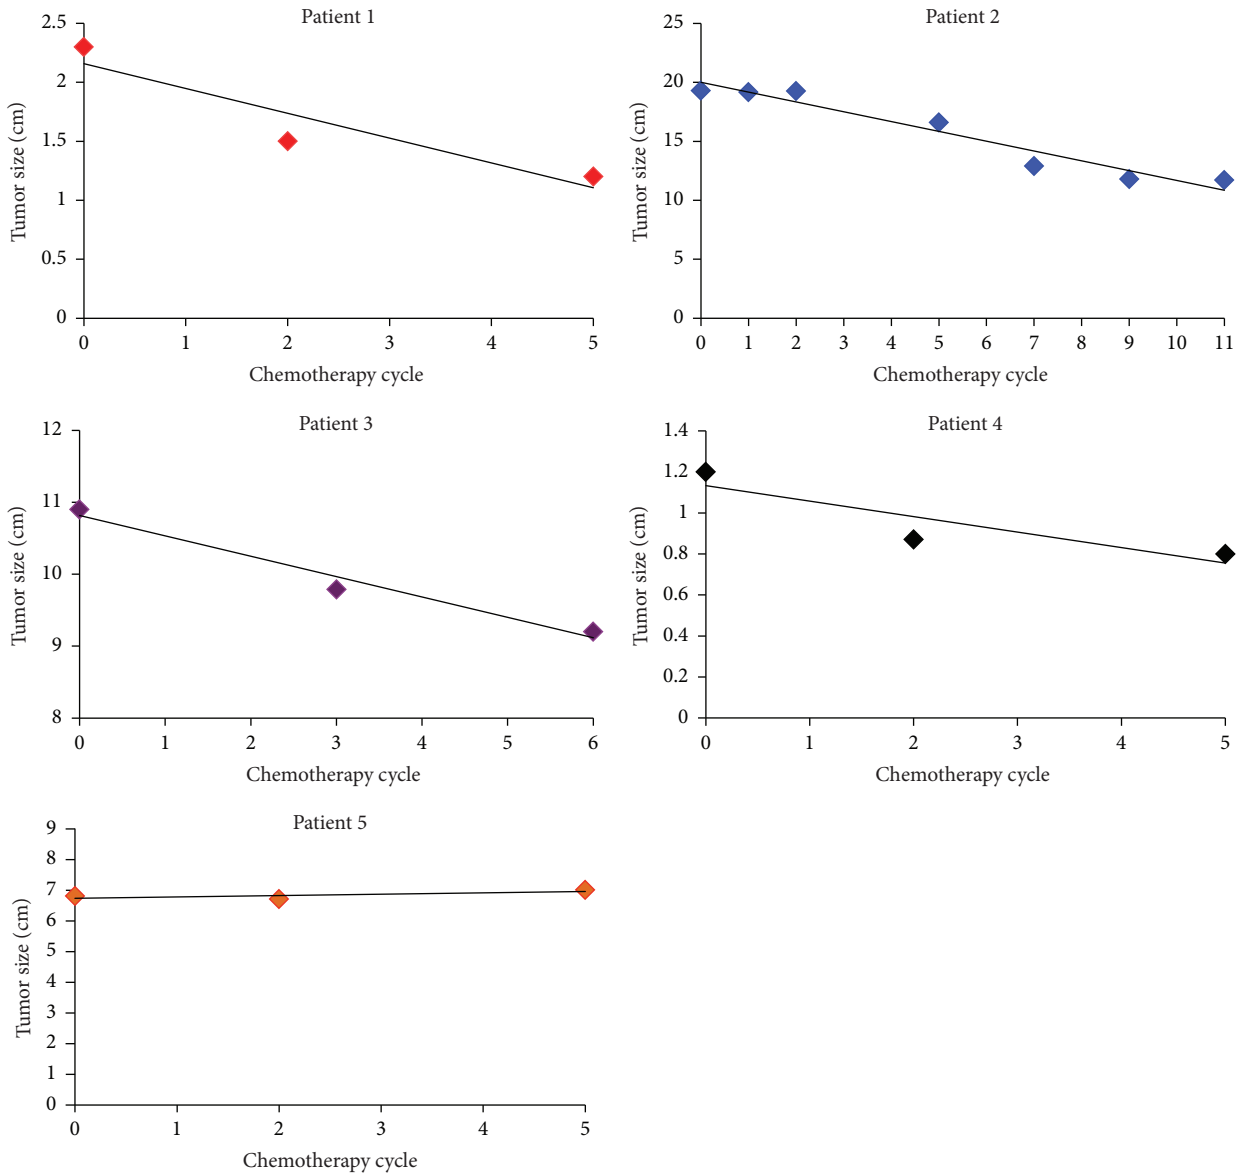 Patient 1
2.5
2
1.5
1
0.5
0
0 1 2 3 4 5
Tumor size (cm)
Chemotherapy cycle
Patient 2
25
20
15
10
5
0
0 1 2 3 4 5 6 7 8 9 10 11
Tumor size (cm)
Chemotherapy cycle
Patient 3
12
11
10
9
8
0 1 2 3 4 5 6
Tumor size (cm)
Chemotherapy cycle
Patient 4
1.4
1.2
1
0.8
0.6
0.4
0.2
0
0 1 2 3 4 5
Tumor size (cm)
Chemotherapy cycle
Patient 5
9
8
7
6
5
4
3
2
1
0
0 1 2 3 4 5
Tumor size (cm)
Chemotherapy cycle